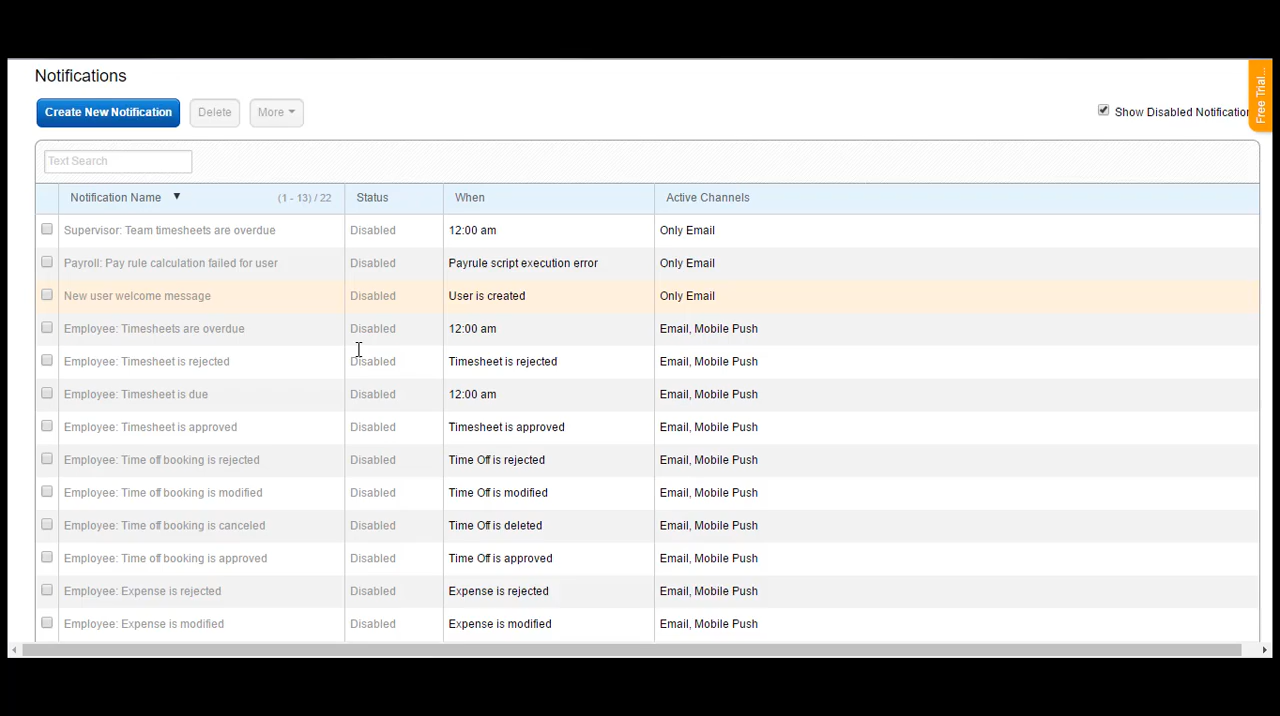 Notifications
Create New Notification Delete More Show Disabled Notification
Free Trial...
Text Search
Notification Name (1 - 13) / 22 Status When Active Channels
Supervisor: Team timesheets are overdue Disabled 12:00 am Only Email
Payroll: Pay rule calculation failed for user Disabled Payrule script execution error Only Email
New user welcome message Disabled User is created Only Email
Employee: Timesheets are overdue Disabled 12:00 am Email, Mobile Push
Employee: Timesheet is rejected Disabled Timesheet is rejected Email, Mobile Push
Employee: Timesheet is due Disabled 12:00 am Email, Mobile Push
Employee: Timesheet is approved Disabled Timesheet is approved Email, Mobile Push
Employee: Time off booking is rejected Disabled Time Off is rejected Email, Mobile Push
Employee: Time off booking is modified Disabled Time Off is modified Email, Mobile Push
Employee: Time off booking is canceled Disabled Time Off is deleted Email, Mobile Push
Employee: Time off booking is approved Disabled Time Off is approved Email, Mobile Push
Employee: Expense is rejected Disabled Expense is rejected Email, Mobile Push
Employee: Expense is modified Disabled Expense is modified Email, Mobile Push